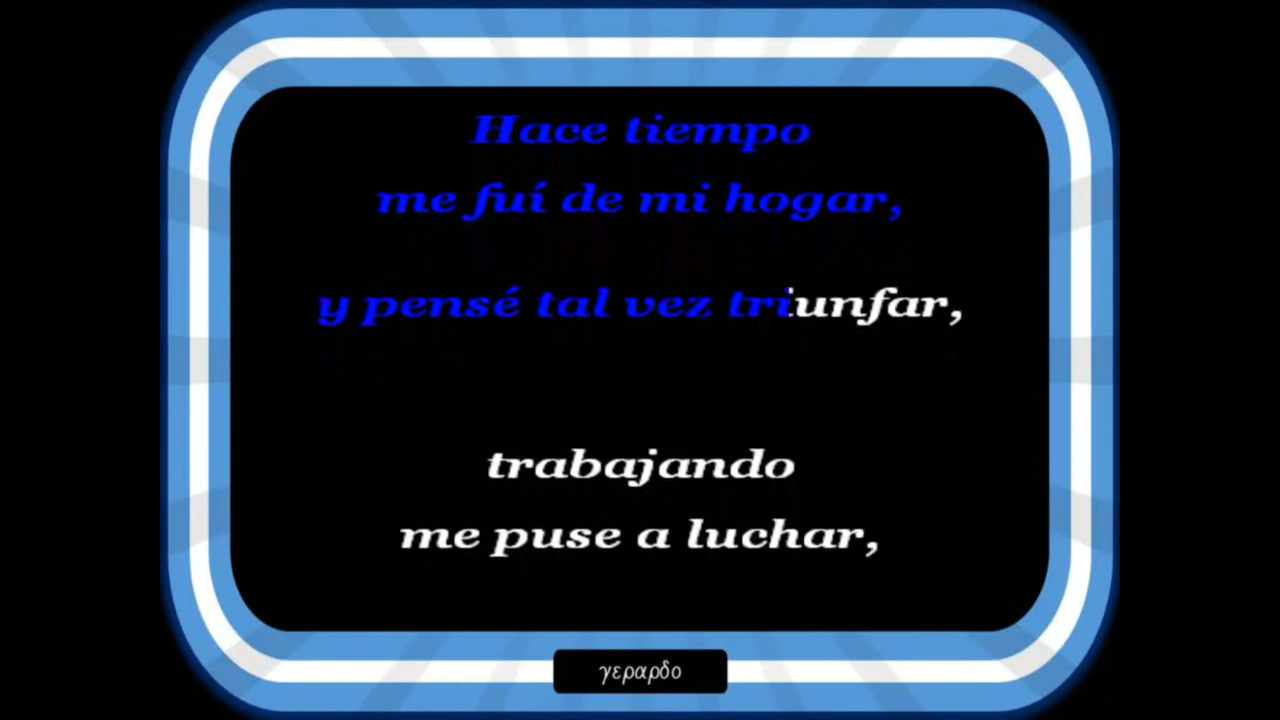 Hace tiempo
me fuí de mi hogar,
y pensé tal vez triunfar,
trabajando
me puse a luchar,
γεραρδο